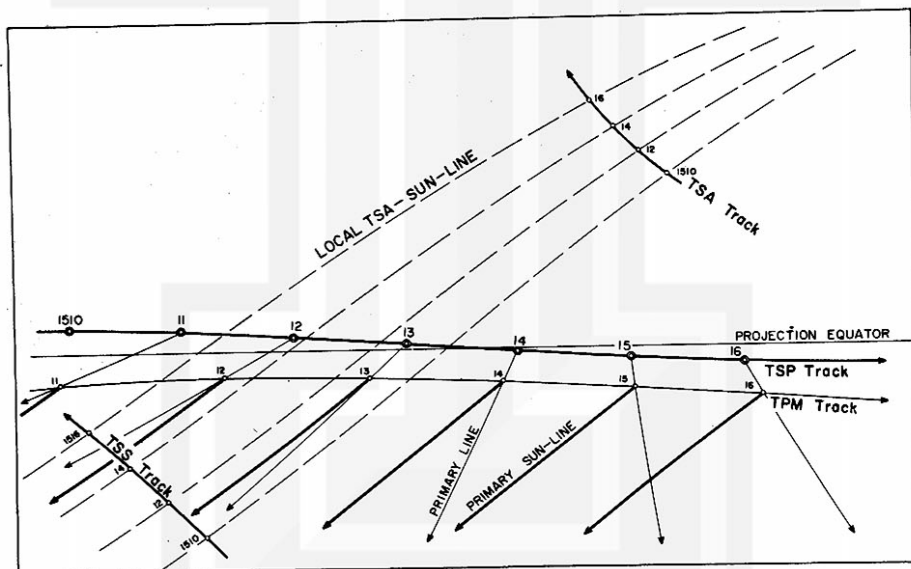 16
14
12
1510
TSA Track
LOCAL TSA-SUN-LINE
1510
11
12
13
14
15
16
PROJECTION EQUATOR
TSP Track
11
12
13
14
15
16
TPM Track
1516
14
12
1510
TSS Track
PRIMARY LINE
PRIMARY SUN-LINE